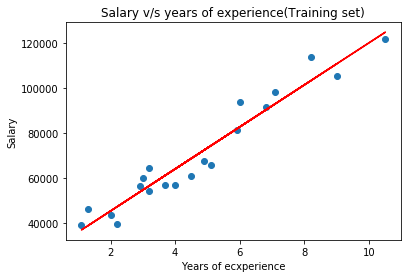 Salary v/s years of experience(Training set)
120000
100000
80000
60000
40000
Salary
2 4 6 8 10
Years of ecxperience